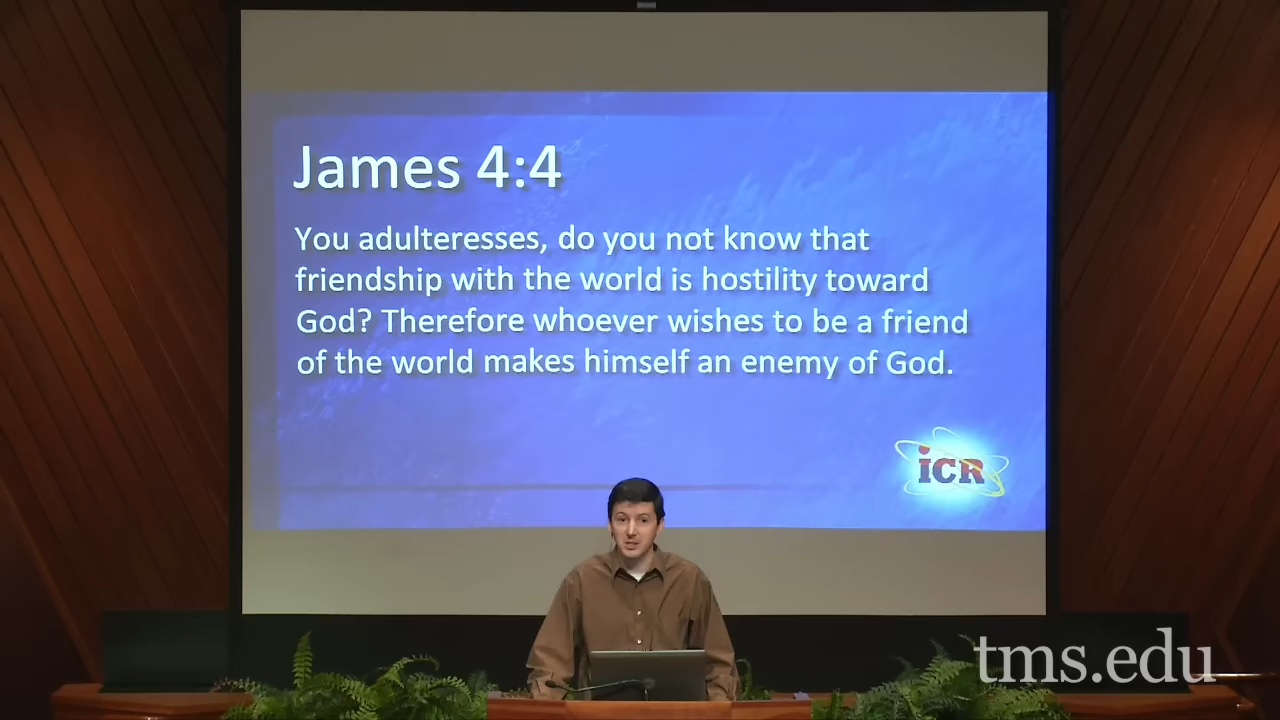 James 4:4
You adulteresses, do you not know that
friendship with the world is hostility toward
God? Therefore whoever wishes to be a friend
of the world makes himself an enemy of God.
iCR
tms.edu